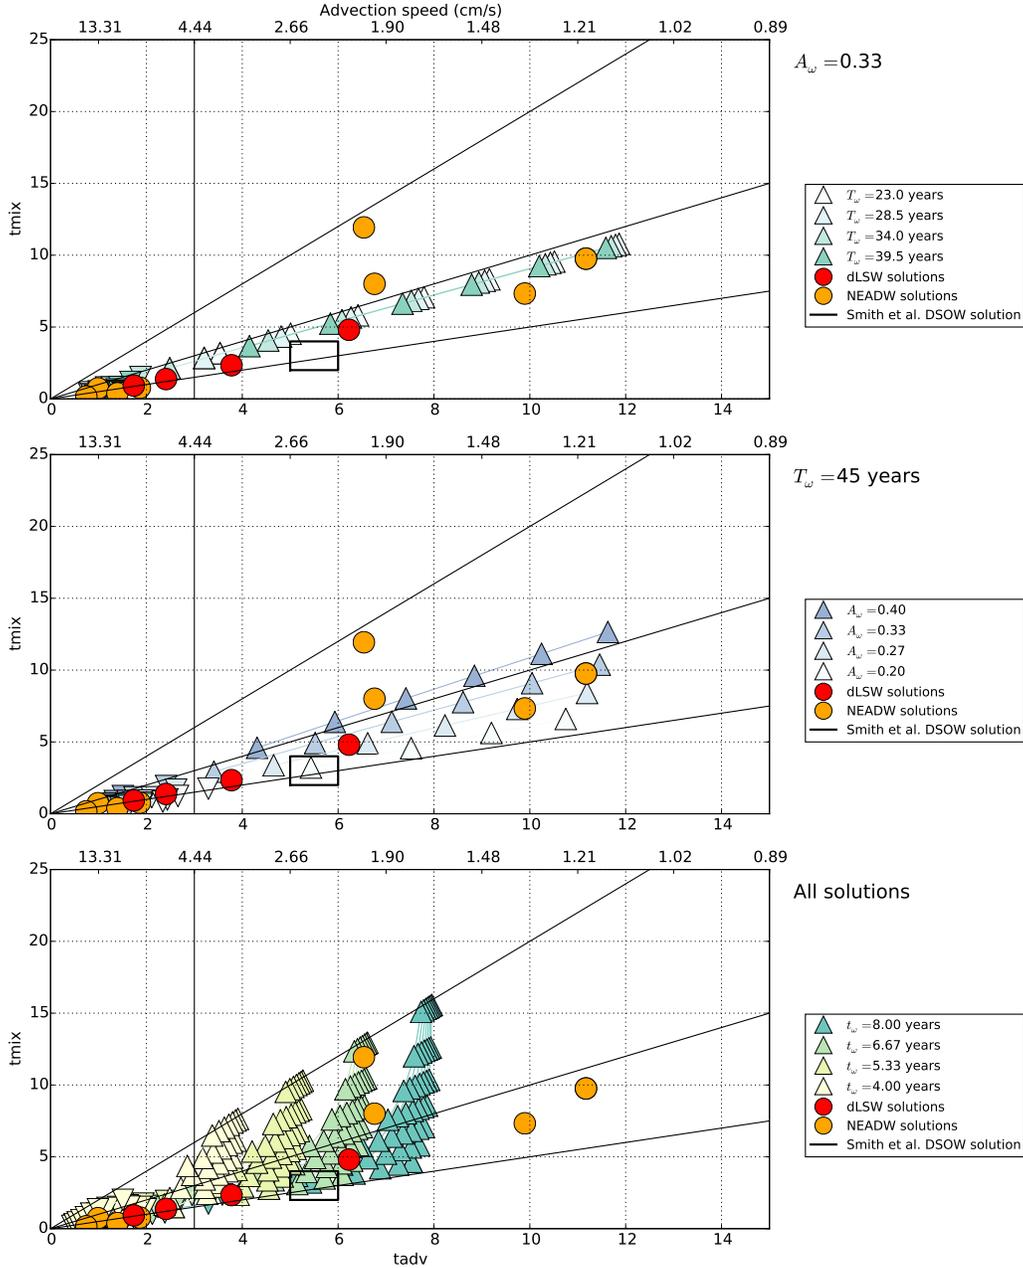 Advection speed (cm/s)
13.31 4.44 2.66 1.90 1.48 1.21 1.02 0.89
25
20
15
10
5
0
tmix
0 2 4 6 8 10 12 14
A_ω =0.33
T_ω =23.0 years
T_ω =28.5 years
T_ω =34.0 years
T_ω =39.5 years
dLSW solutions
NEADW solutions
Smith et al. DSOW solution
13.31 4.44 2.66 1.90 1.48 1.21 1.02 0.89
25
20
15
10
5
0
tmix
0 2 4 6 8 10 12 14
T_ω =45 years
A_ω =0.40
A_ω =0.33
A_ω =0.27
A_ω =0.20
dLSW solutions
NEADW solutions
Smith et al. DSOW solution
13.31 4.44 2.66 1.90 1.48 1.21 1.02 0.89
25
20
15
10
5
0
tmix
0 2 4 6 8 10 12 14
tadv
All solutions
t_ω =8.00 years
t_ω =6.67 years
t_ω =5.33 years
t_ω =4.00 years
dLSW solutions
NEADW solutions
Smith et al. DSOW solution